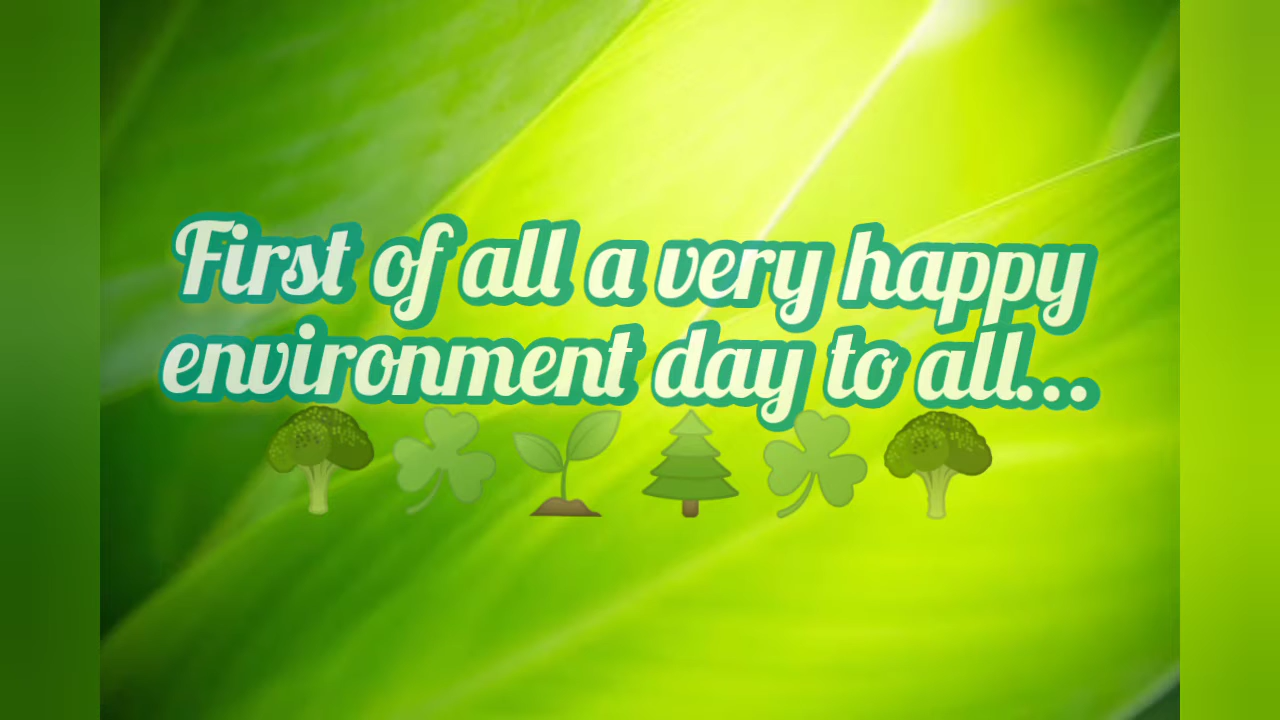 First of all a very happy
environment day to all...
🥦☘🌱🌲☘🥦